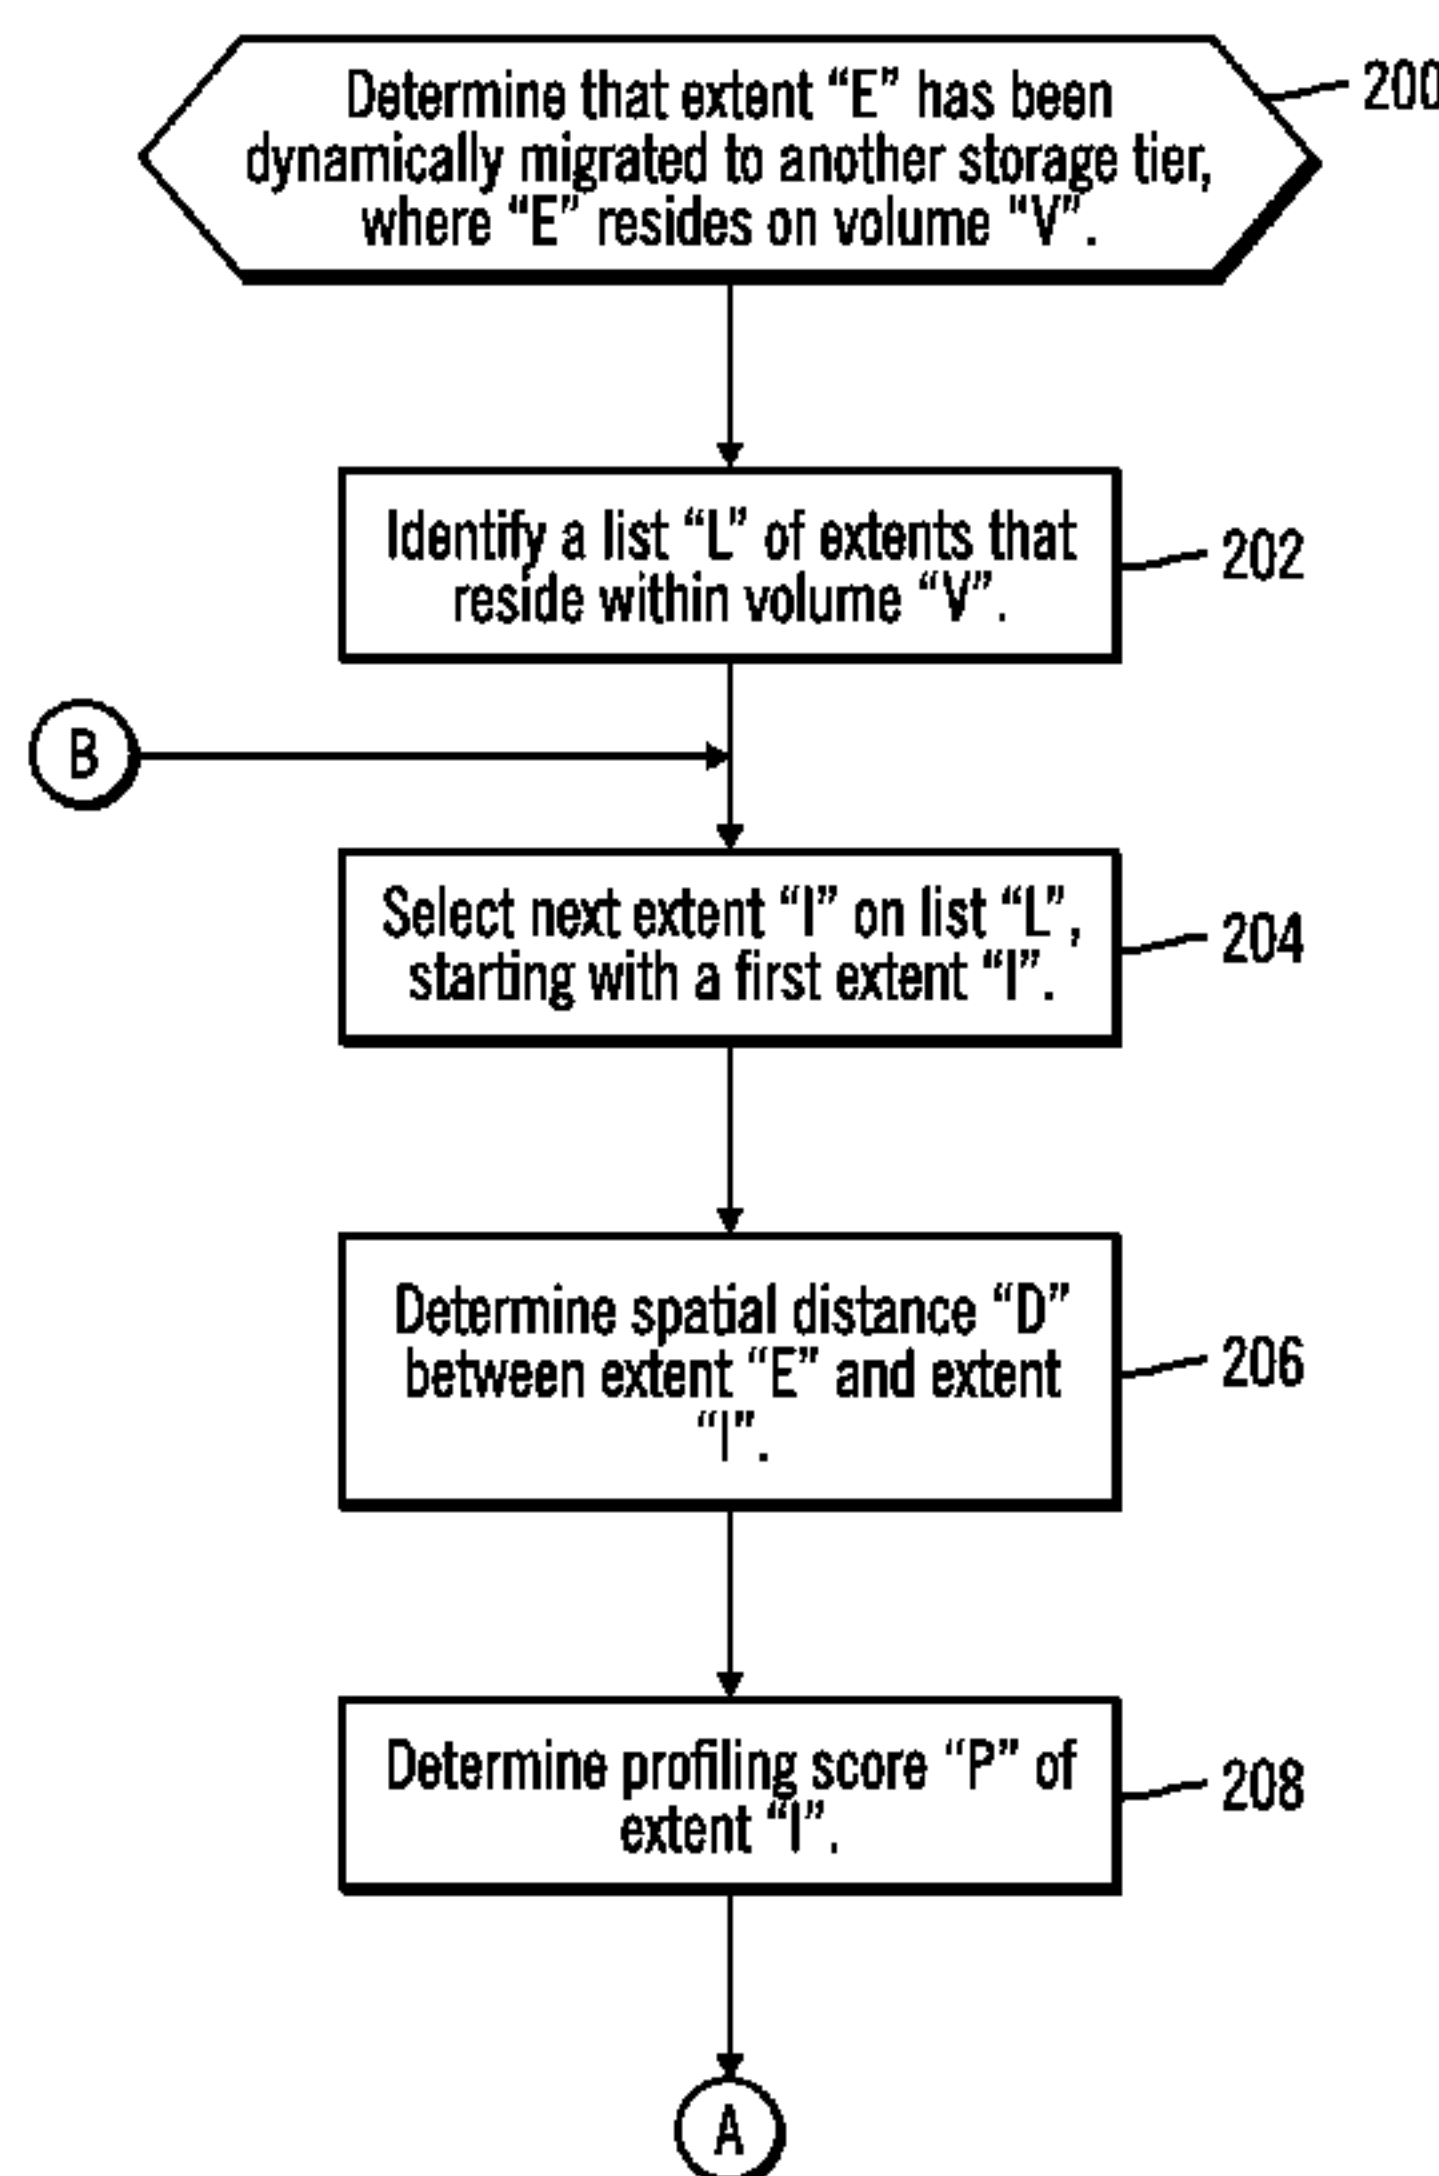 Determine that extent “E” has been
dynamically migrated to another storage tier,
where “E” resides on volume “V”.
200
Identify a list “L” of extents that
reside within volume “V”.
202
B
Select next extent “I” on list “L”,
starting with a first extent “I”.
204
Determine spatial distance “D”
between extent “E” and extent
“I”.
206
Determine profiling score “P” of
extent “I”.
208
A